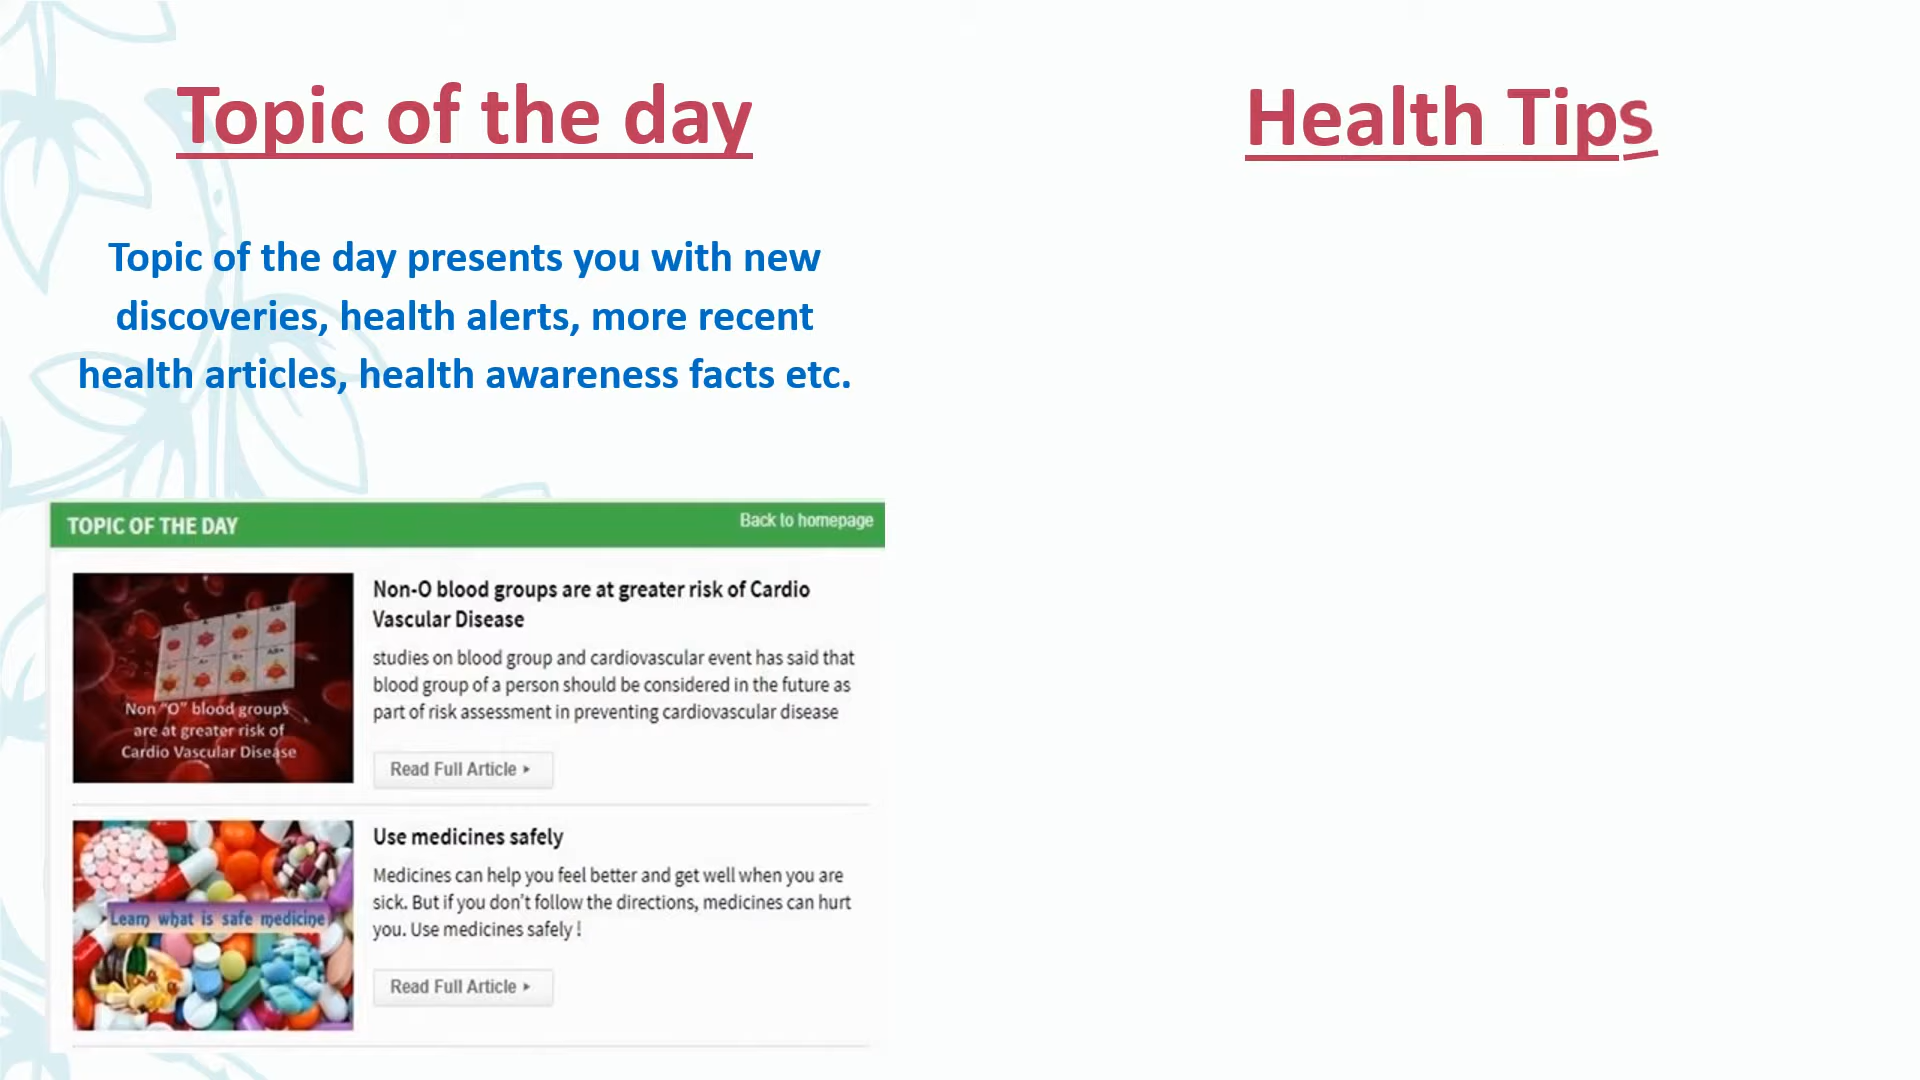 Topic of the day
Topic of the day presents you with new
discoveries, health alerts, more recent
health articles, health awareness facts etc.
TOPIC OF THE DAY
Back to homepage
Non "O" blood groups
are at greater risk of
Cardio Vascular Disease
Non-O blood groups are at greater risk of Cardio
Vascular Disease
studies on blood group and cardiovascular event has said that
blood group of a person should be considered in the future as
part of risk assessment in preventing cardiovascular disease
Read Full Article
Learn what is safe medicine
Use medicines safely
Medicines can help you feel better and get well when you are
sick. But if you don't follow the directions, medicines can hurt
you. Use medicines safely !
Read Full Article
Health Tips